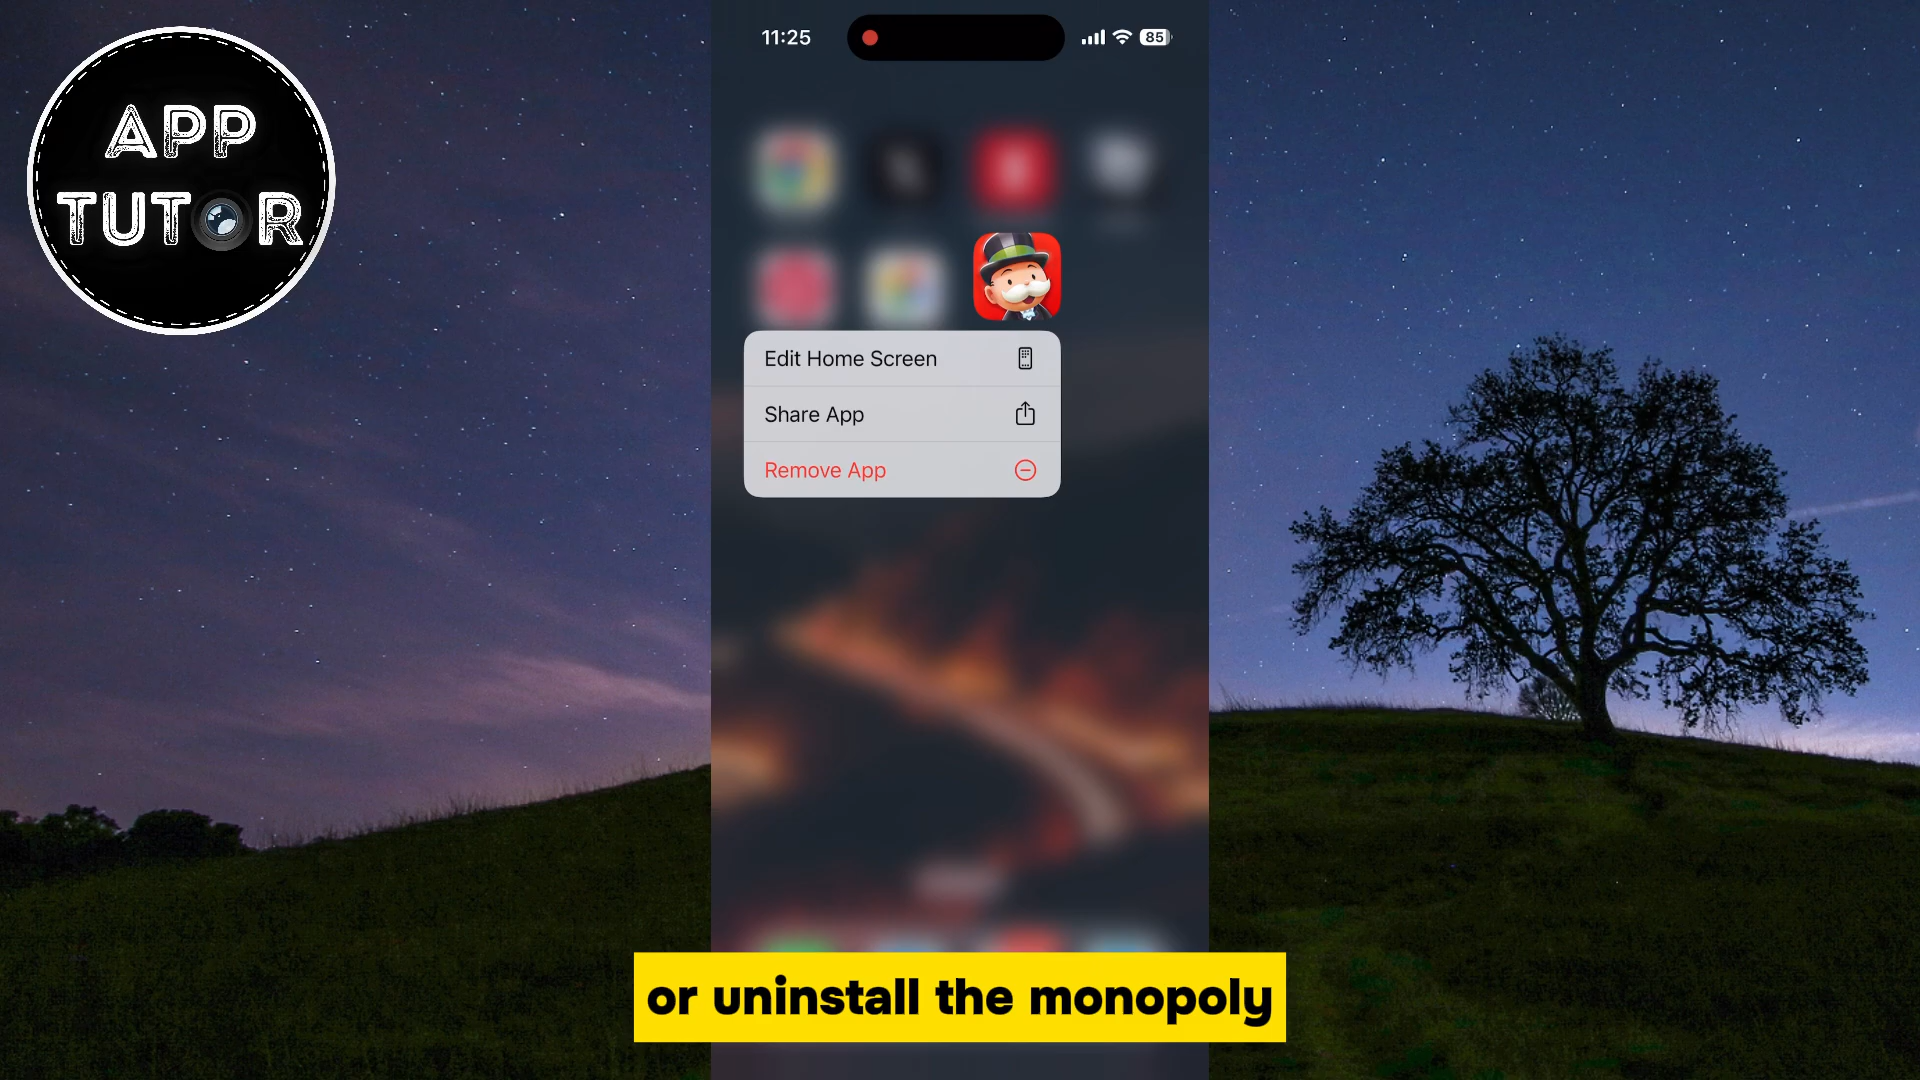 APP
TUTOR
11:25
85
Edit Home Screen
Share App
Remove App
or uninstall the monopoly